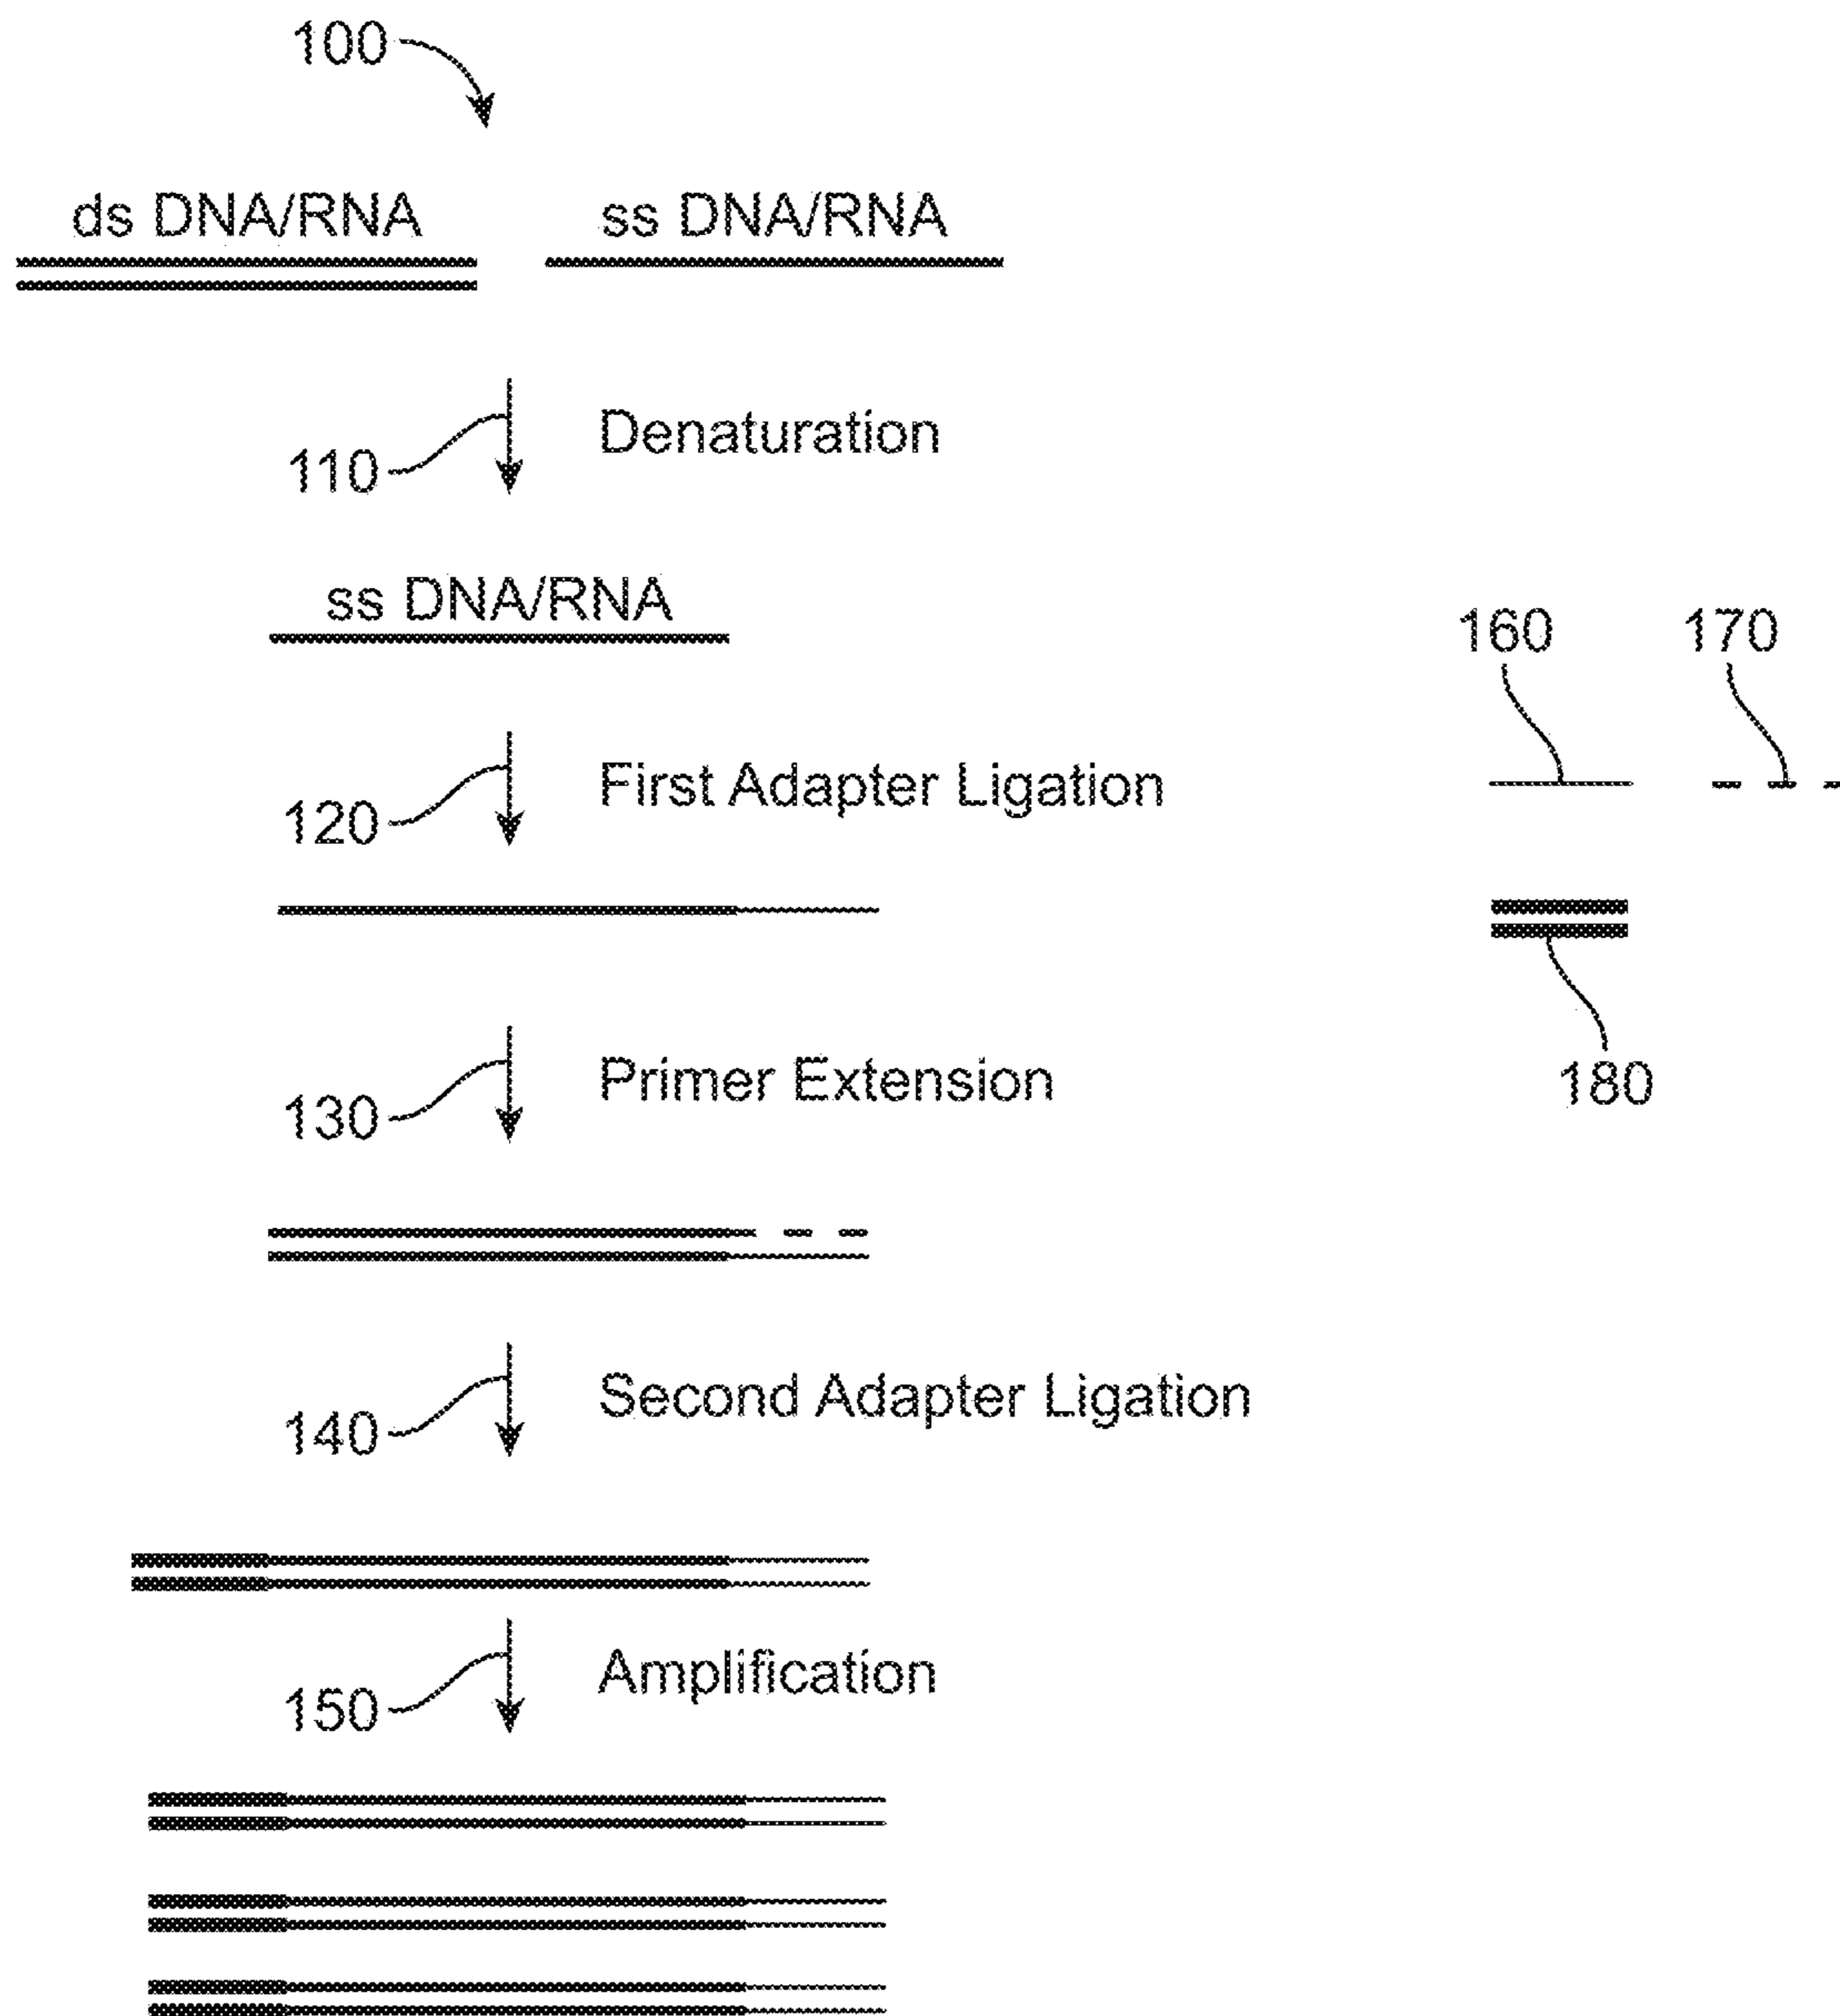 100
ds DNA/RNA ss DNA/RNA
110 Denaturation
ss DNA/RNA
160 170
120 First Adapter Ligation
130 Primer Extension
180
140 Second Adapter Ligation
150 Amplification